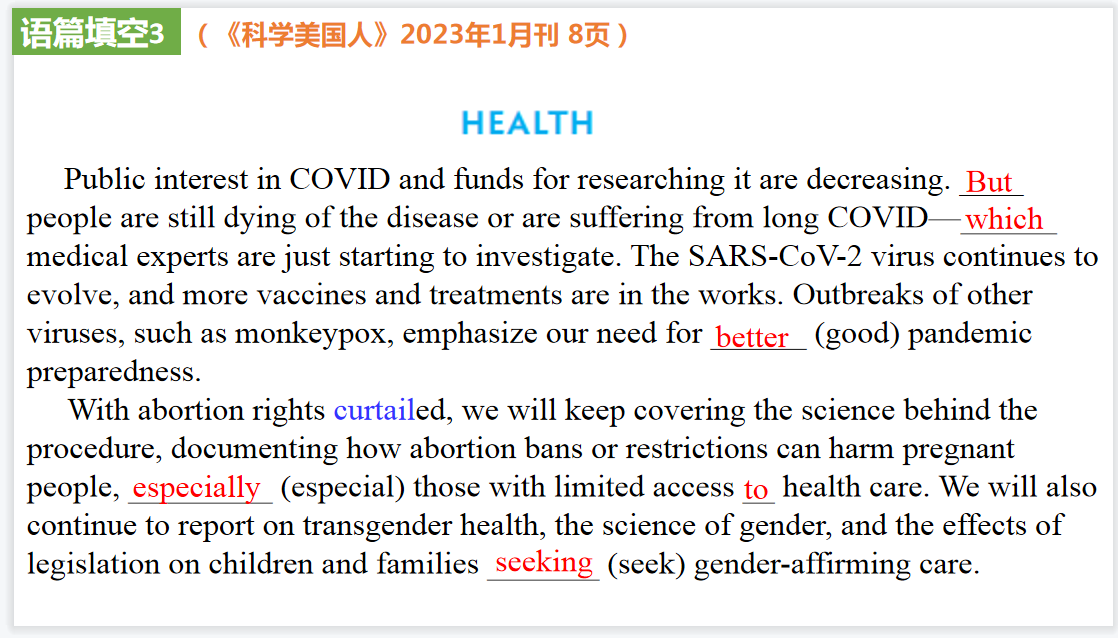 语篇填空3 （《科学美国人》2023年1月刊 8页）
HEALTH
Public interest in COVID and funds for researching it are decreasing. But
people are still dying of the disease or are suffering from long COVID—which
medical experts are just starting to investigate. The SARS-CoV-2 virus continues to
evolve, and more vaccines and treatments are in the works. Outbreaks of other
viruses, such as monkeypox, emphasize our need for better (good) pandemic
preparedness.
With abortion rights curtailed, we will keep covering the science behind the
procedure, documenting how abortion bans or restrictions can harm pregnant
people, especially (especial) those with limited access to health care. We will also
continue to report on transgender health, the science of gender, and the effects of
legislation on children and families seeking (seek) gender-affirming care.